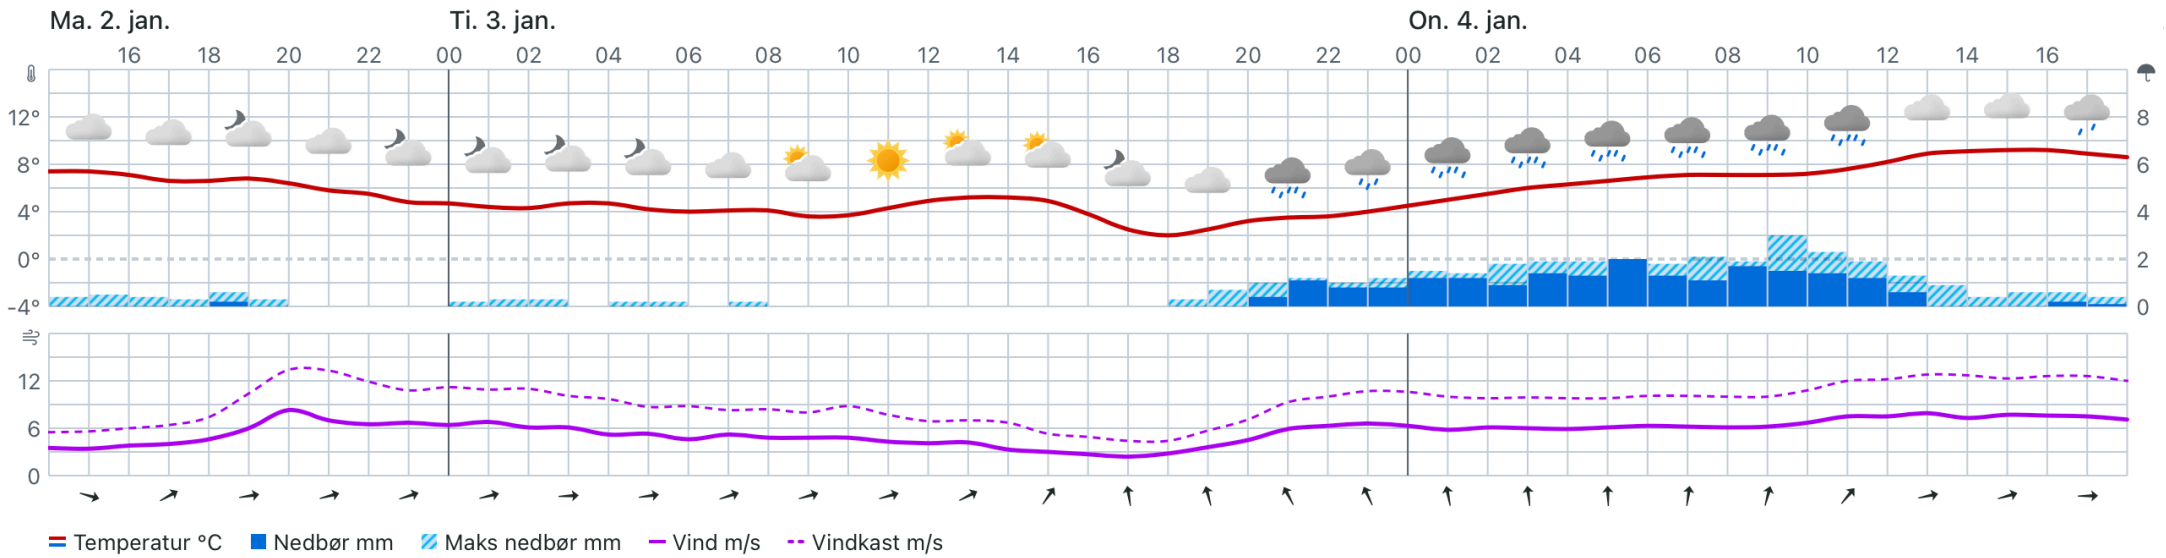 Ma. 2. jan. Ti. 3. jan. On. 4. jan.
16 18 20 22 00 02 04 06 08 10 12 14 16 18 20 22 00 02 04 06 08 10 12 14 16
12° 8
8° 6
4° 4
0° 2
-4° 0
12
6
0
Temperatur °C Nedbør mm Maks nedbør mm Vind m/s Vindkast m/s